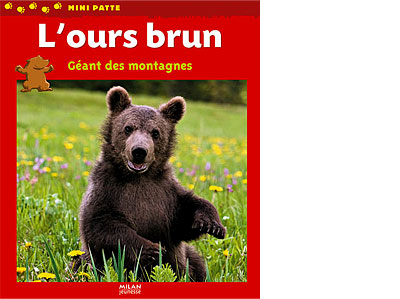 MINI PATTE
L'ours brun
Géant des montagnes
MILAN
jeunesse